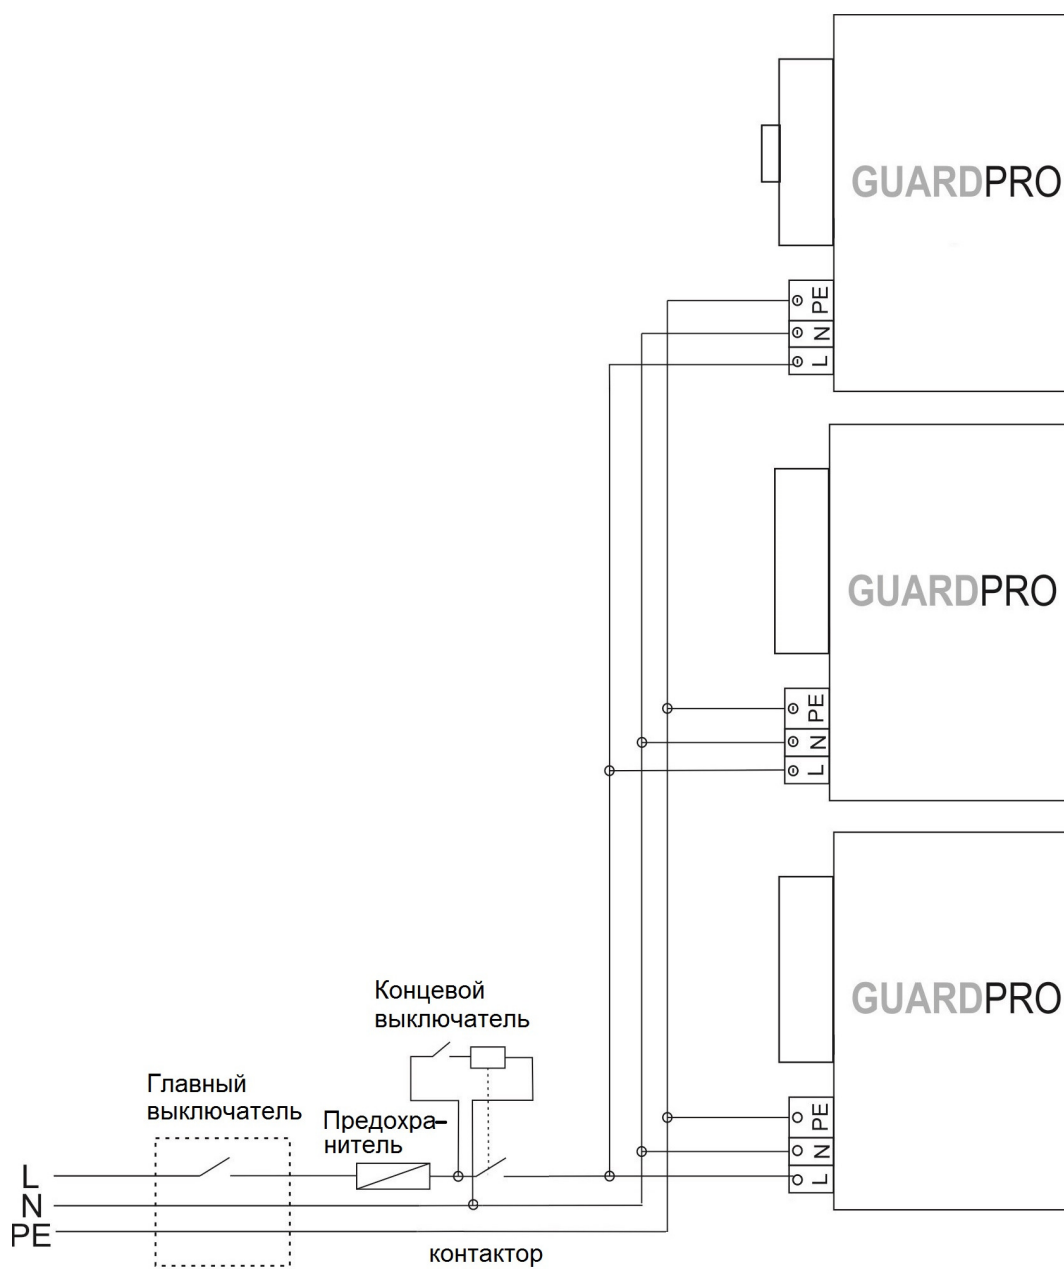 GUARDPRO
PE
N
L
GUARDPRO
PE
N
L
GUARDPRO
PE
N
L
Концевой
выключатель
Главный
выключатель
Предохра-
нитель
L
N
PE
контактор